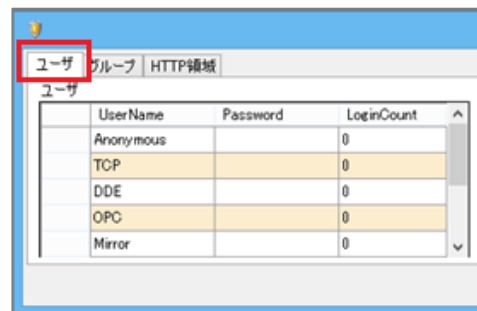 ユーザ グループ HTTP領域
ユーザ
UserName Password LoginCount
Anonymous 0
TCP 0
DDE 0
OPC 0
Mirror 0